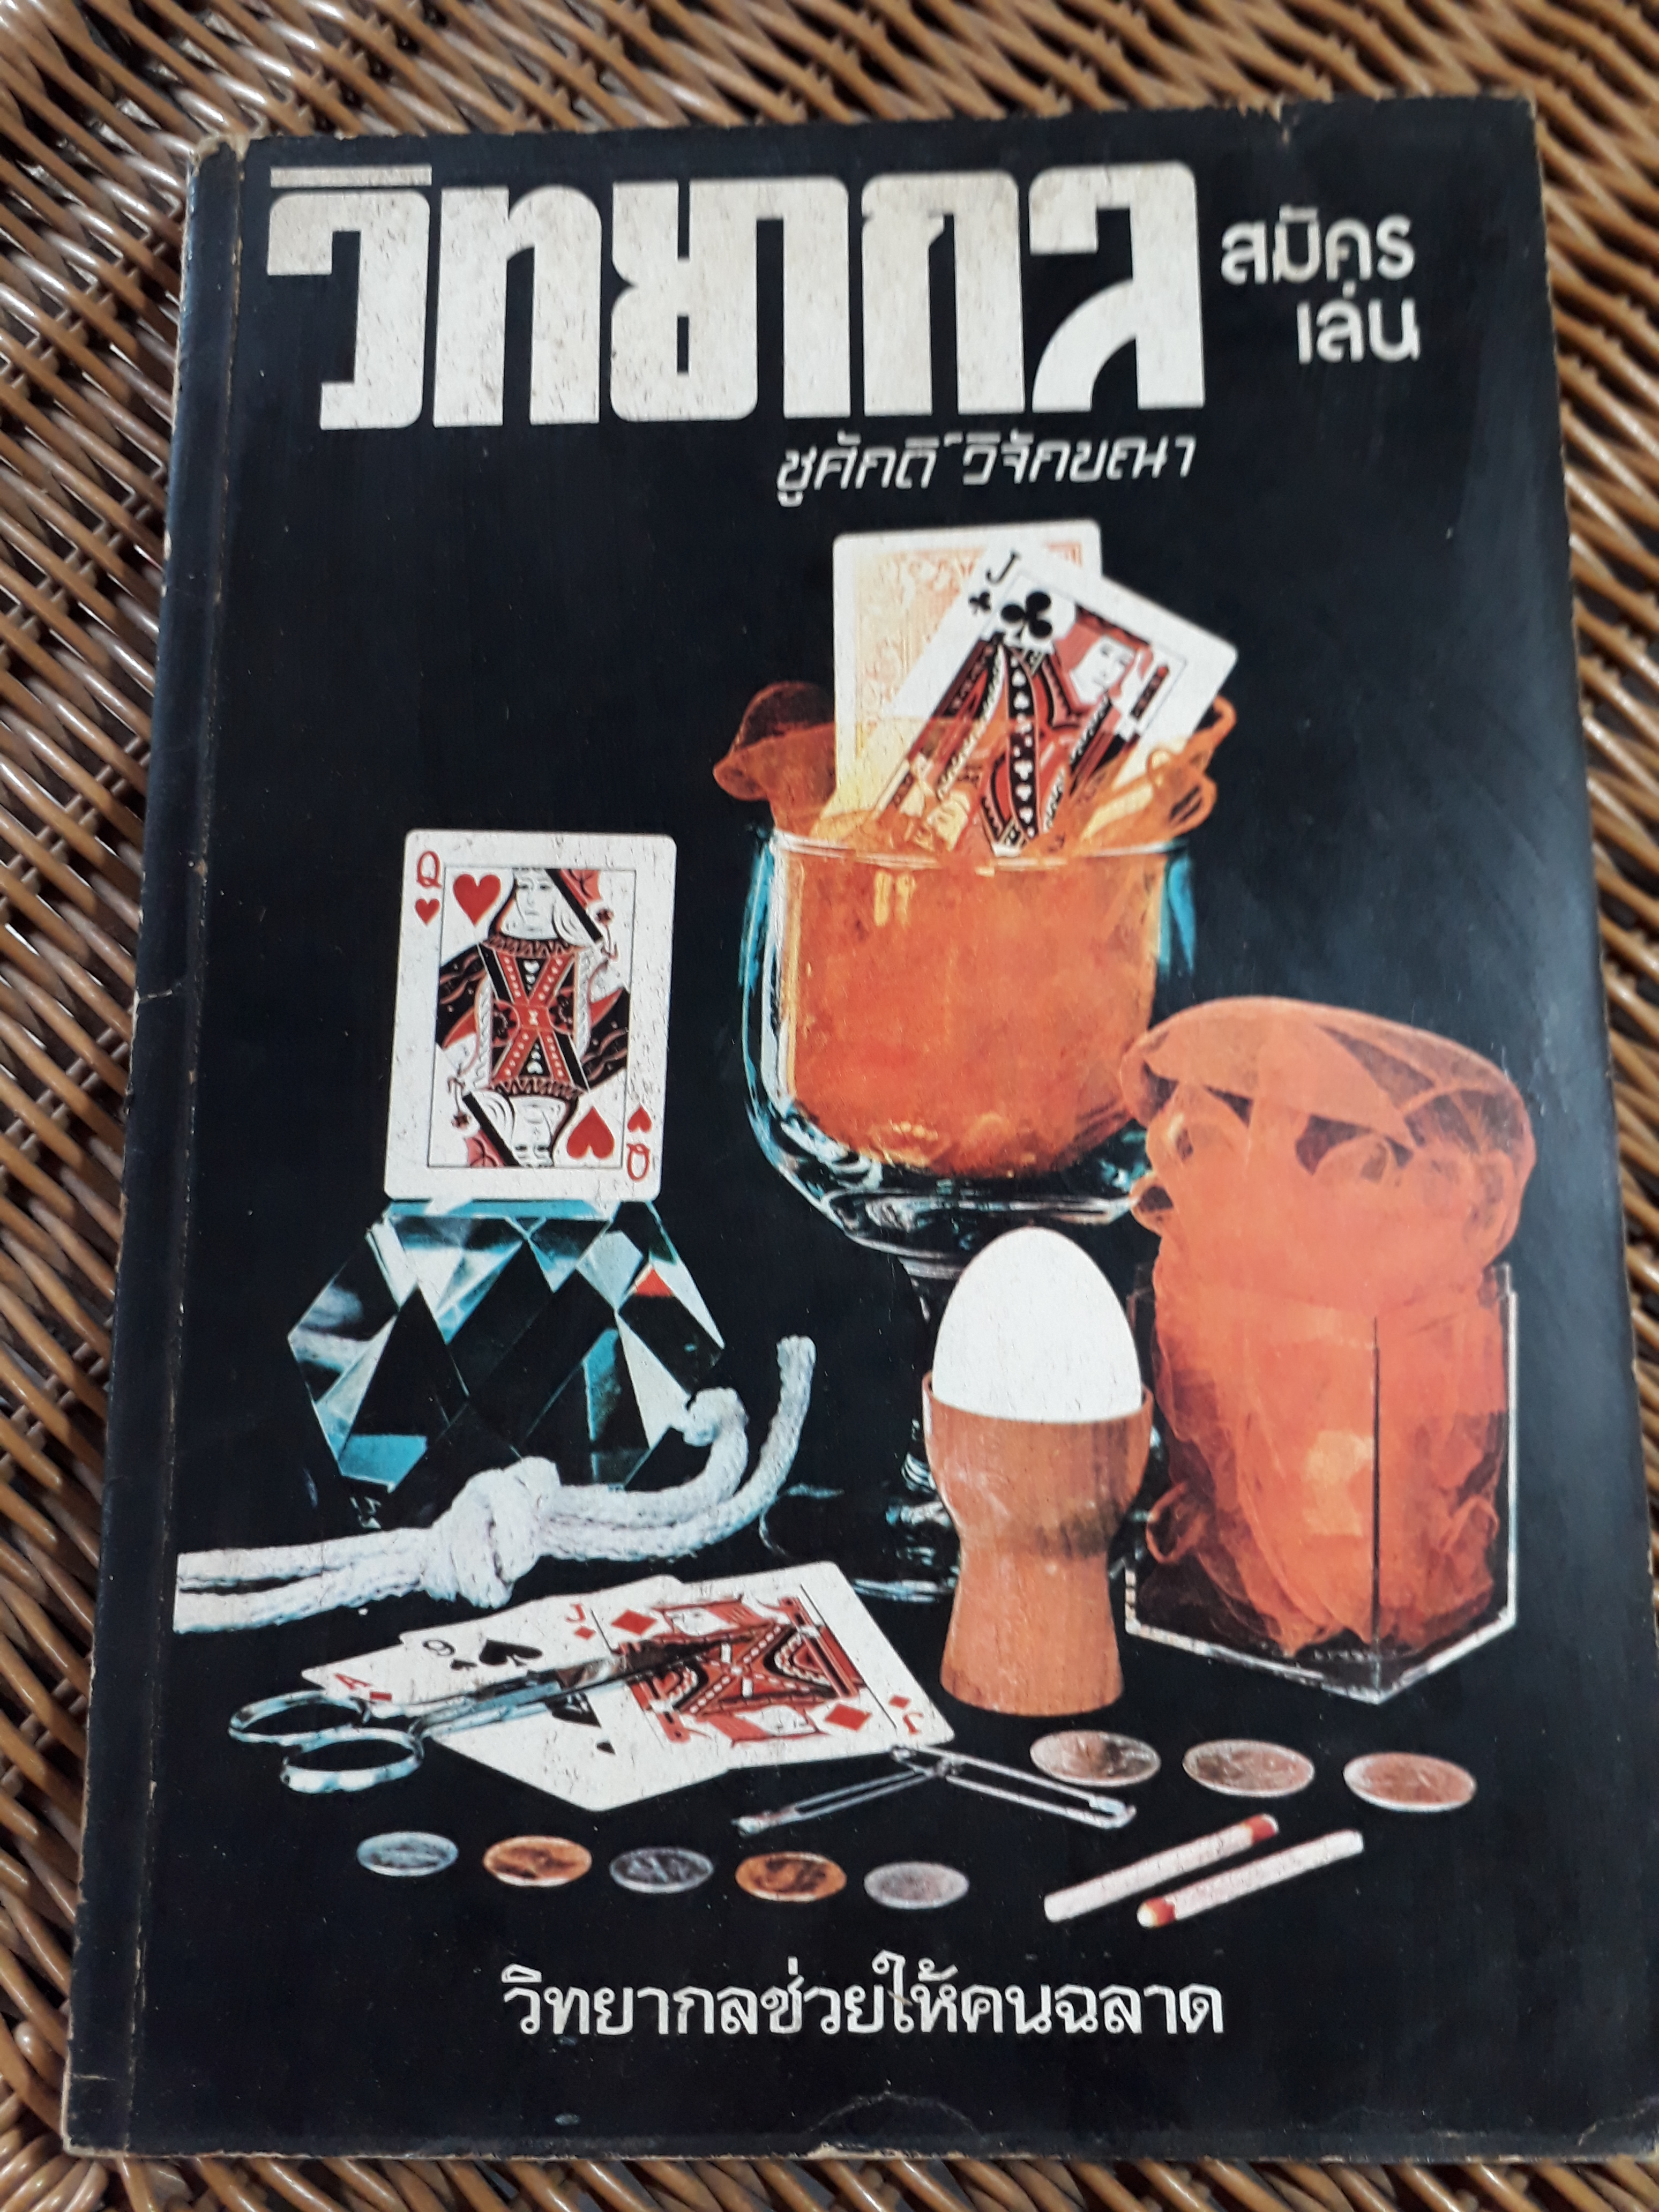 วิทยากล
สมัคร
เล่น
ชูศักดิ์ วิจักขณา
J
Q
Q
A
9
J
J
วิทยากลช่วยให้คนฉลาด